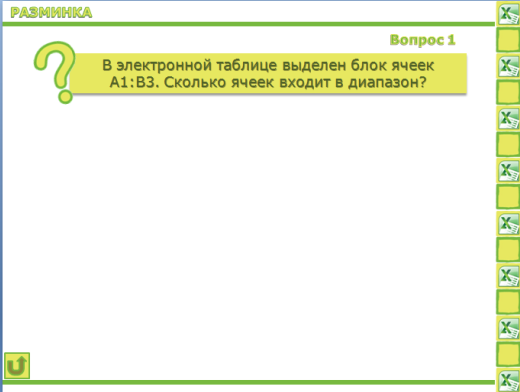 РАЗМИНКА
Вопрос 1
В электронной таблице выделен блок ячеек
А1:В3. Сколько ячеек входит в диапазон?